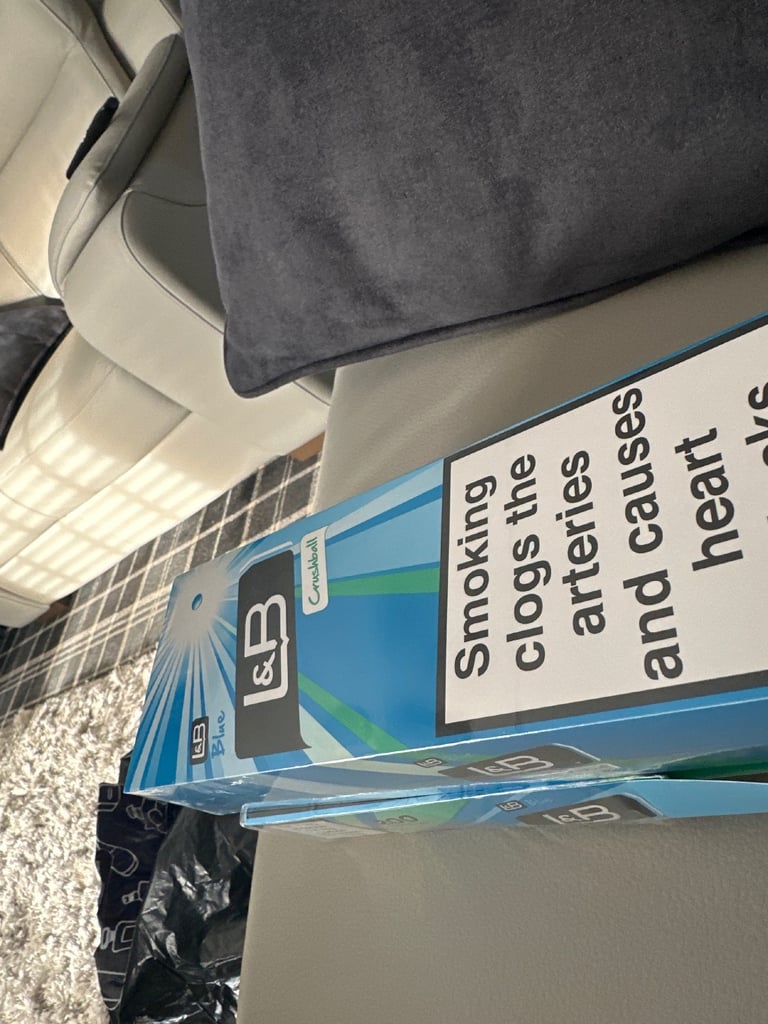 L&B
Blue
L&B
Crushball
Smoking
clogs the
arteries
and causes
heart
L&B
L&B
L&B
L&B